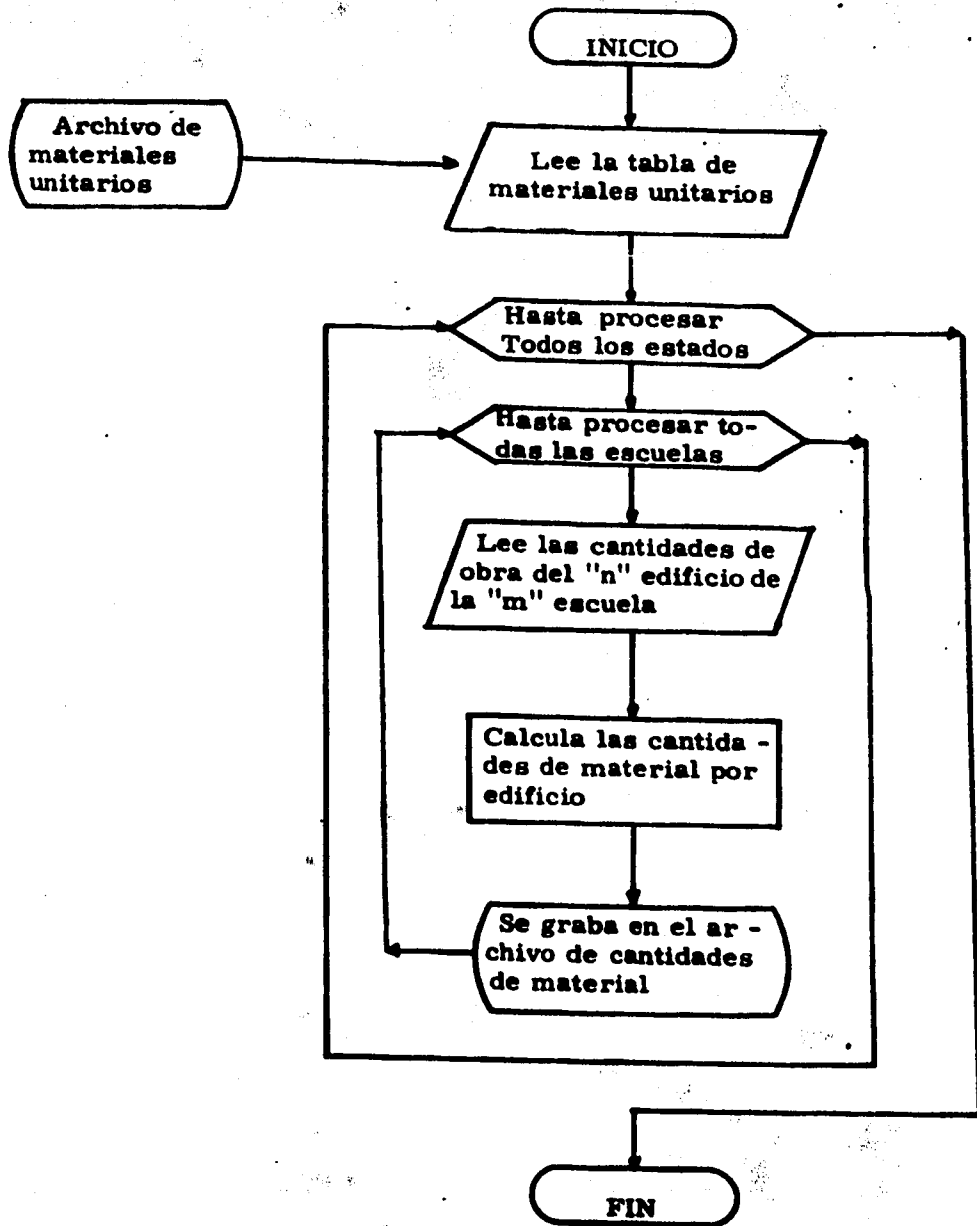 INICIO
Archivo de
materiales
unitarios
Lee la tabla de
materiales unitarios
Hasta procesar
Todos los estados
Hasta procesar to-
das las escuelas
Lee las cantidades de
obra del "n" edificio de
la "m" escuela
Calcula las cantida -
des de material por
edificio
Se graba en el ar -
chivo de cantidades
de material
FIN